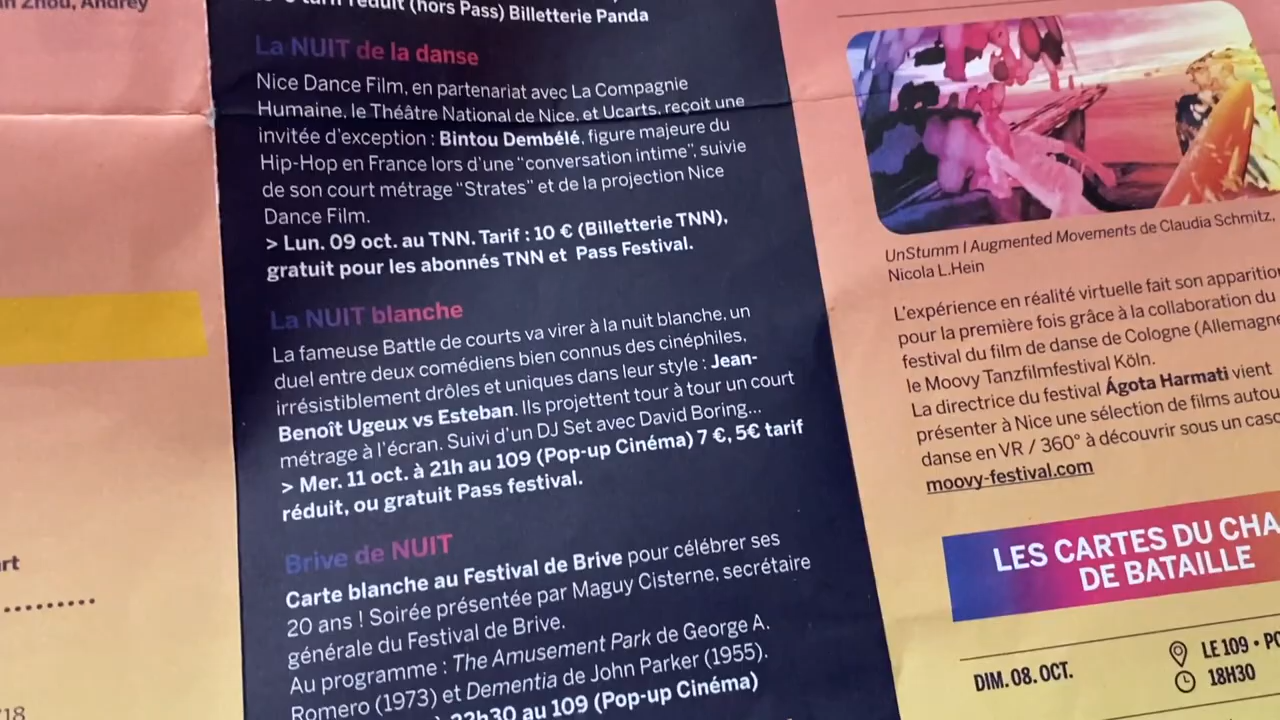 Zhou, Andrey
réduit (hors Pass) Billetterie Panda
La NUIT de la danse
Nice Dance Film, en partenariat avec La Compagnie
Humaine, le Théâtre National de Nice, et Ucarts, reçoit une
invitée d'exception : Bintou Dembélé, figure majeure du
Hip-Hop en France lors d'une "conversation intime", suivie
de son court métrage "Strates" et de la projection Nice
Dance Film.
> Lun. 09 oct. au TNN. Tarif : 10 € (Billetterie TNN),
gratuit pour les abonnés TNN et Pass Festival.
La NUIT blanche
La fameuse Battle de courts va virer à la nuit blanche, un
duel entre deux comédiens bien connus des cinéphiles,
irrésistiblement drôles et uniques dans leur style : Jean-
Benoît Ugeux vs Esteban. Ils projettent tour à tour un court
métrage à l'écran. Suivi d'un DJ Set avec David Boring...
> Mer. 11 oct. à 21h au 109 (Pop-up Cinéma) 7 €, 5€ tarif
réduit, ou gratuit Pass festival.
Brive de NUIT
Carte blanche au Festival de Brive pour célébrer ses
20 ans ! Soirée présentée par Maguy Cisterne, secrétaire
générale du Festival de Brive.
Au programme : The Amusement Park de George A.
Romero (1973) et Dementia de John Parker (1955).
22h30 au 109 (Pop-up Cinéma)
UnStumm I Augmented Movements de Claudia Schmitz,
Nicola L.Hein
L'expérience en réalité virtuelle fait son apparition
pour la première fois grâce à la collaboration du
festival du film de danse de Cologne (Allemagne
le Moovy Tanzfilmfestival Köln.
La directrice du festival Ágota Harmati vient
présenter à Nice une sélection de films autou
danse en VR / 360° à découvrir sous un casq
moovy-festival.com
LES CARTES DU CHA
DE BATAILLE
DIM. 08. OCT.
LE 109 • PO
18H30